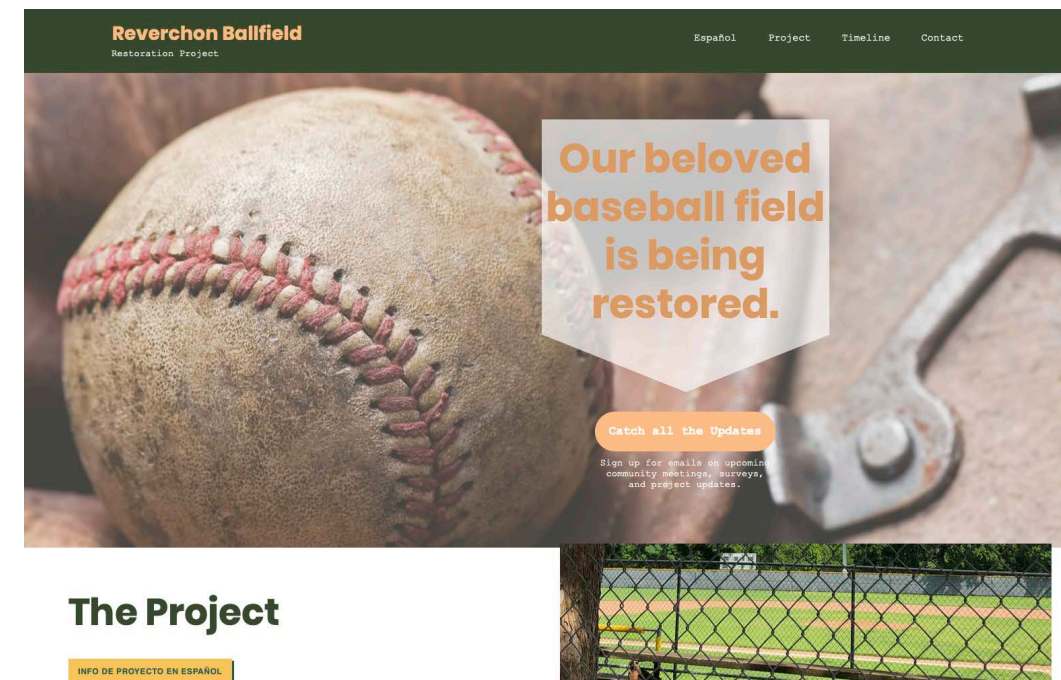 Reverchon Ballfield
Restoration Project
Español
Project
Timeline
Contact
Our beloved
baseball field
is being
restored.
Catch all the Updates
Sign up for emails on upcoming
community meetings, surveys,
and project updates.
The Project
INFO DE PROYECTO EN ESPAÑOL